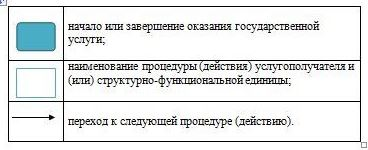 начало или завершение оказания государственной
услуги;
наименование процедуры (действия) услугополучателя и
(или) структурно-функциональной единицы;
переход к следующей процедуре (действию).